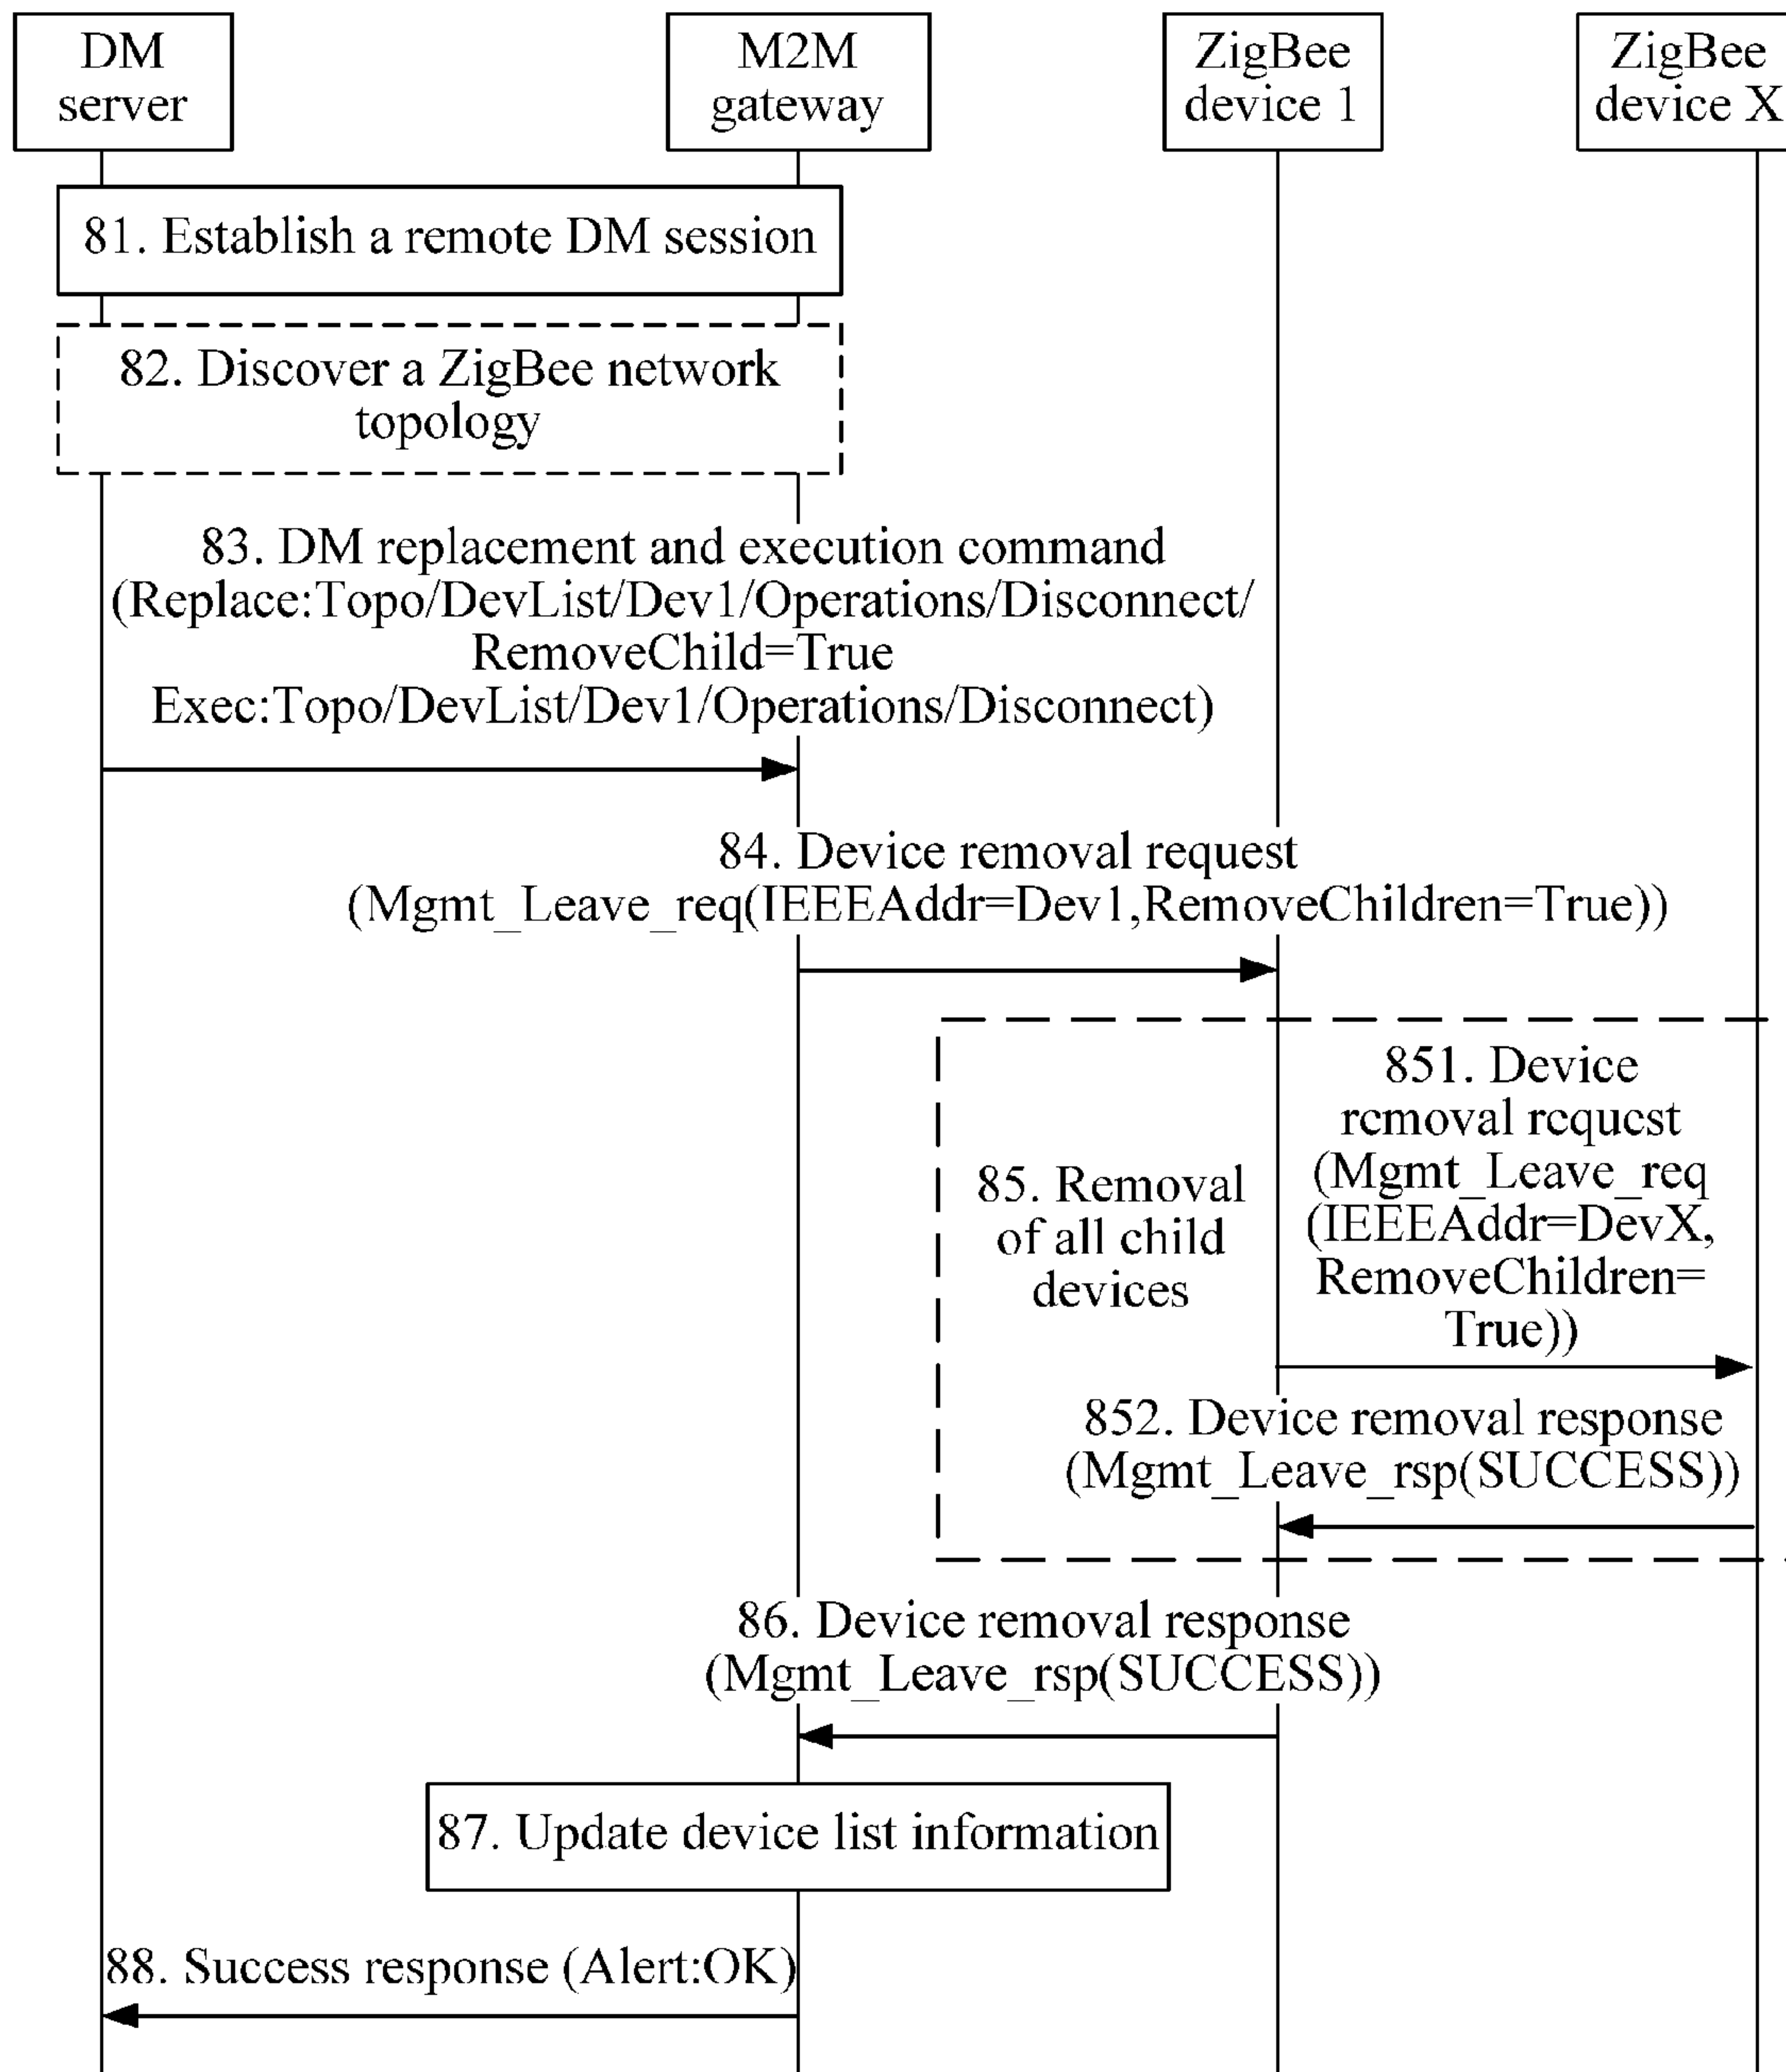 DM
server
M2M
gateway
ZigBee
device 1
ZigBee
device X
81. Establish a remote DM session
82. Discover a ZigBee network
topology
83. DM replacement and execution command
(Replace:Topo/DevList/Dev1/Operations/Disconnect/
RemoveChild=True
Exec:Topo/DevList/Dev1/Operations/Disconnect)
84. Device removal request
(Mgmt_Leave_req(IEEEAddr=Dev1,RemoveChildren=True))
85. Removal
of all child
devices
851. Device
removal request
(Mgmt_Leave_req
(IEEEAddr=DevX,
RemoveChildren=
True))
852. Device removal response
(Mgmt_Leave_rsp(SUCCESS))
86. Device removal response
(Mgmt_Leave_rsp(SUCCESS))
87. Update device list information
88. Success response (Alert:OK)